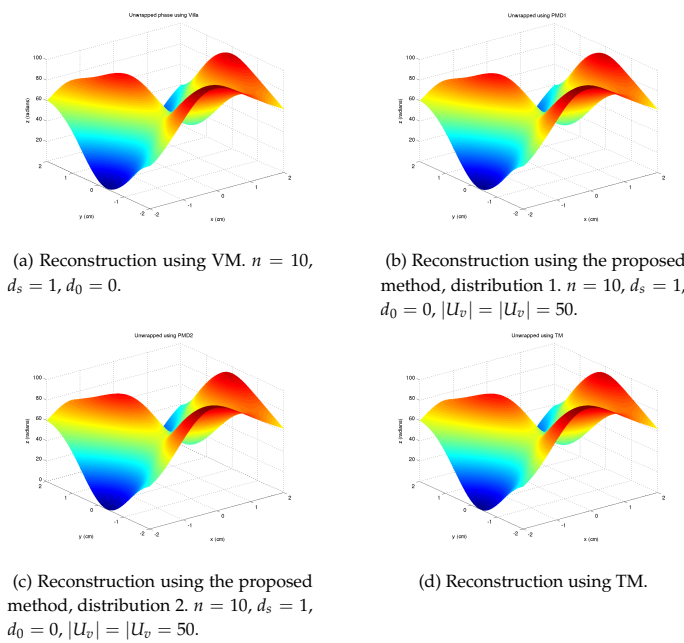 Unwrapped phase using Villa
100
80
60
40
20
z (radians)
2
1
0
-1
-2
y (cm)
-2
-1
0
1
2
x (cm)
Unwrapped using PMD1
100
80
60
40
20
z (radians)
2
1
0
-1
-2
y (cm)
-2
-1
0
1
2
x (cm)
(a) Reconstruction using VM. n = 10,
d_s = 1, d_0 = 0.
(b) Reconstruction using the proposed
method, distribution 1. n = 10, d_s = 1,
d_0 = 0, |U_v| = |U_v| = 50.
Unwrapped using PMD2
100
80
60
40
20
0
z (radians)
2
1
0
-1
-2
y (cm)
-2
-1
0
1
2
x (cm)
Unwrapped using TM
100
80
60
40
20
z (radians)
2
1
0
-1
-2
y (cm)
-2
-1
0
1
2
x (cm)
(c) Reconstruction using the proposed
method, distribution 2. n = 10, d_s = 1,
d_0 = 0, |U_v| = |U_v = 50.
(d) Reconstruction using TM.